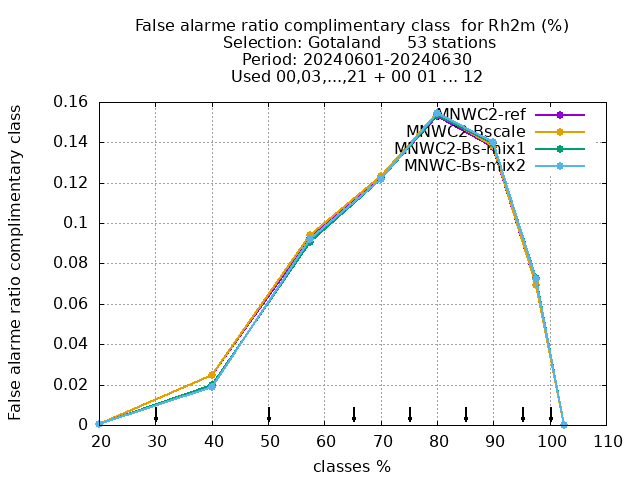 False alarme ratio complimentary class  for Rh2m (%)
Selection: Gotaland     53 stations
Period: 20240601-20240630
Used 00,03,...,21 + 00 01 ... 12
False alarme ratio complimentary class
0.16
0.14
0.12
0.1
0.08
0.06
0.04
0.02
0
MNWC2-ref
MNWC2-Bscale
MNWC2-Bs-mix1
MNWC-Bs-mix2
20 30 40 50 60 70 80 90 100 110
classes %